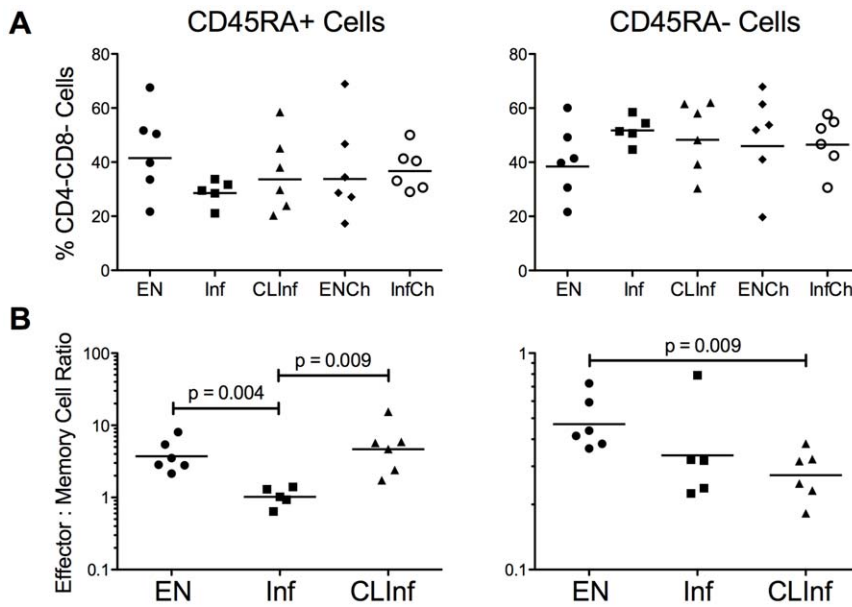 A
CD45RA+ Cells
CD45RA- Cells
% CD4-CD8- Cells
80
60
40
20
0
EN Inf CLInf ENCh InfCh
80
60
40
20
0
EN Inf CLInf ENCh InfCh
B
Effector : Memory Cell Ratio
100
10
1
0.1
p = 0.004
p = 0.009
EN Inf CLInf
1
0.1
p = 0.009
EN Inf CLInf